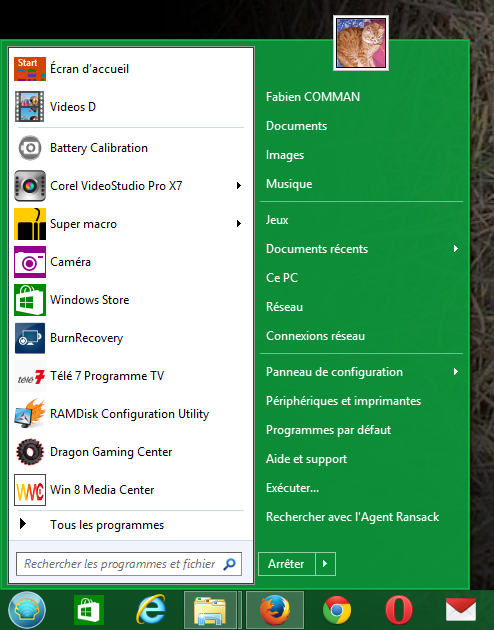 Start
Écran d'accueil
Videos D
Battery Calibration
Corel VideoStudio Pro X7
Super macro
Caméra
Windows Store
BurnRecovery
télé 7
Télé 7 Programme TV
RAMDisk Configuration Utility
Dragon Gaming Center
Win 8 Media Center
Tous les programmes
Rechercher les programmes et fichier
Fabien COMMAN
Documents
Images
Musique
Jeux
Documents récents
Ce PC
Réseau
Connexions réseau
Panneau de configuration
Périphériques et imprimantes
Programmes par défaut
Aide et support
Exécuter...
Rechercher avec l'Agent Ransack
Arrêter